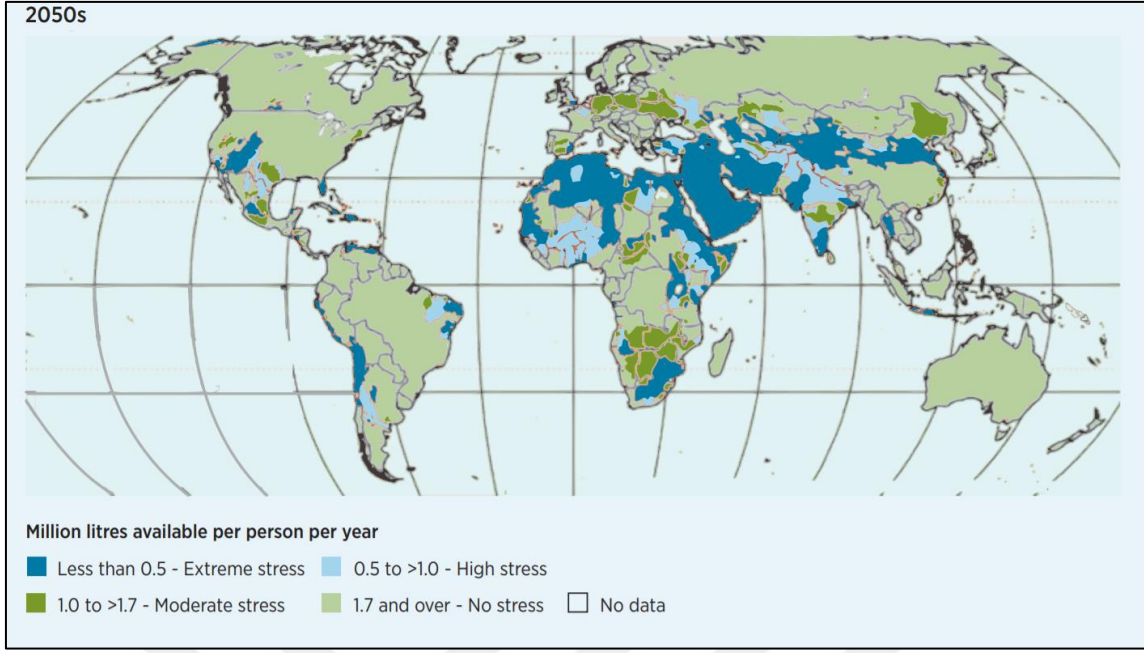 2050s
Million litres available per person per year
Less than 0.5 - Extreme stress
0.5 to >1.0 - High stress
1.0 to >1.7 - Moderate stress
1.7 and over - No stress
No data